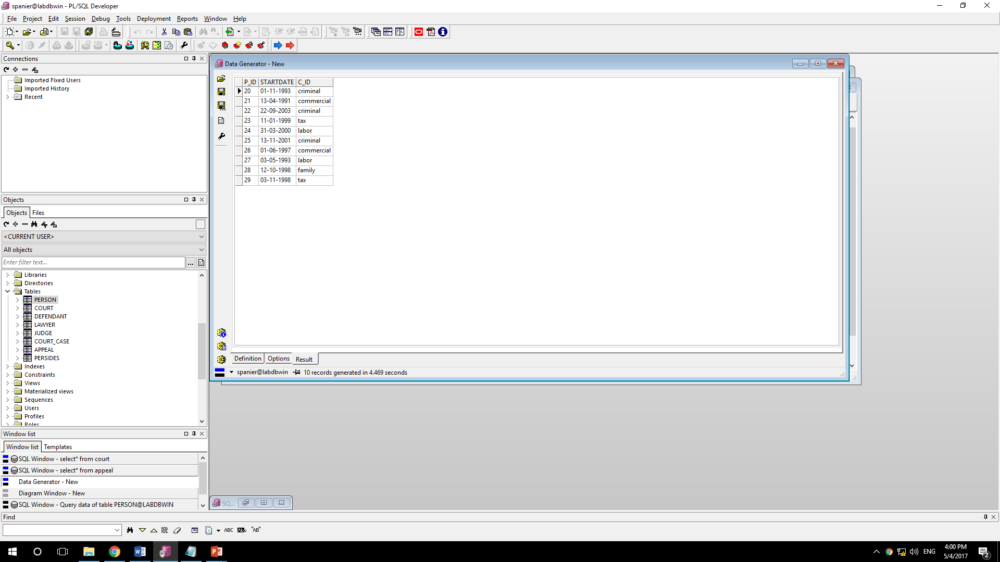 spanier@labdbwin - PL/SQL Developer
File Project Edit Session Debug Tools Deployment Reports Window Help
Connections
Imported Fixed Users
Imported History
Recent
Objects
Objects Files
<CURRENT USER>
All objects
Enter filter text...
Libraries
Directories
Tables
PERSON
COURT
DEFENDANT
LAWYER
JUDGE
COURT_CASE
APPEAL
PERSIDES
Indexes
Constraints
Views
Materialized views
Sequences
Users
Profiles
Roles
Window list
Window list Templates
SQL Window - select* from court
SQL Window - select* from appeal
Data Generator - New
Diagram Window - New
SQL Window - Query data of table PERSON@LABDBWIN
Data Generator - New
P_ID STARTDATE C_ID
20 01-11-1993 criminal
21 13-04-1991 commercial
22 22-09-2003 criminal
23 11-01-1999 tax
24 31-03-2000 labor
25 13-11-2001 criminal
26 01-06-1997 commercial
27 03-05-1993 labor
28 12-10-1998 family
29 03-11-1998 tax
Definition Options Result
spanier@labdbwin 10 records generated in 4.469 seconds
SQ...
Find
ABC "AB"
ENG
4:00 PM
5/4/2017
2